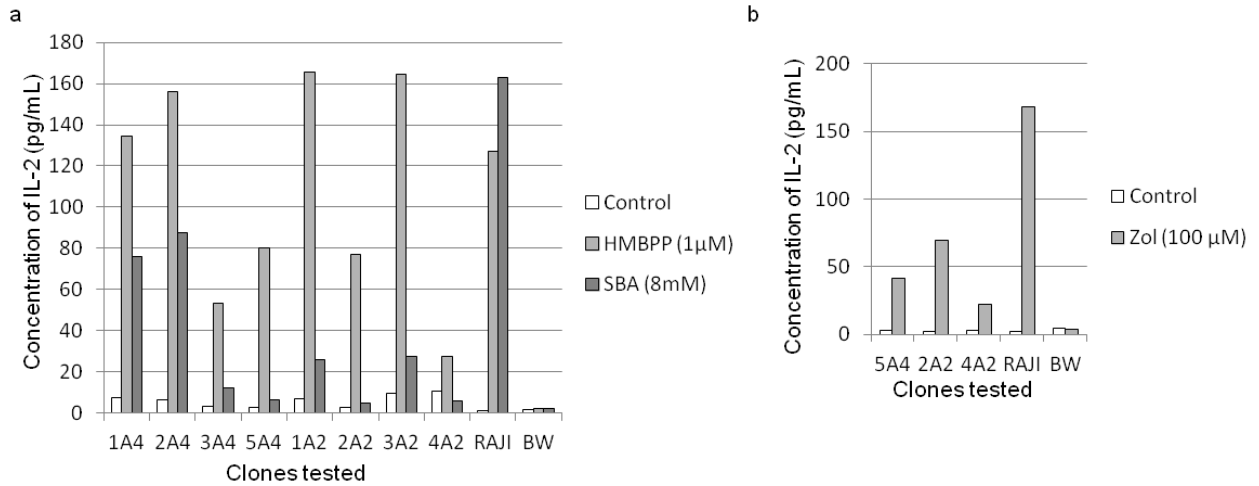 a
180
160
140
120
100
80
60
40
20
0
Concentration of IL-2 (pg/mL)
1A4 2A4 3A4 5A4 1A2 2A2 3A2 4A2 RAJI BW
Clones tested
Control
HMBPP (1µM)
SBA (8mM)
b
200
150
100
50
0
Concentration of IL-2 (pg/mL)
5A4 2A2 4A2 RAJI BW
Clones tested
Control
Zol (100 µM)